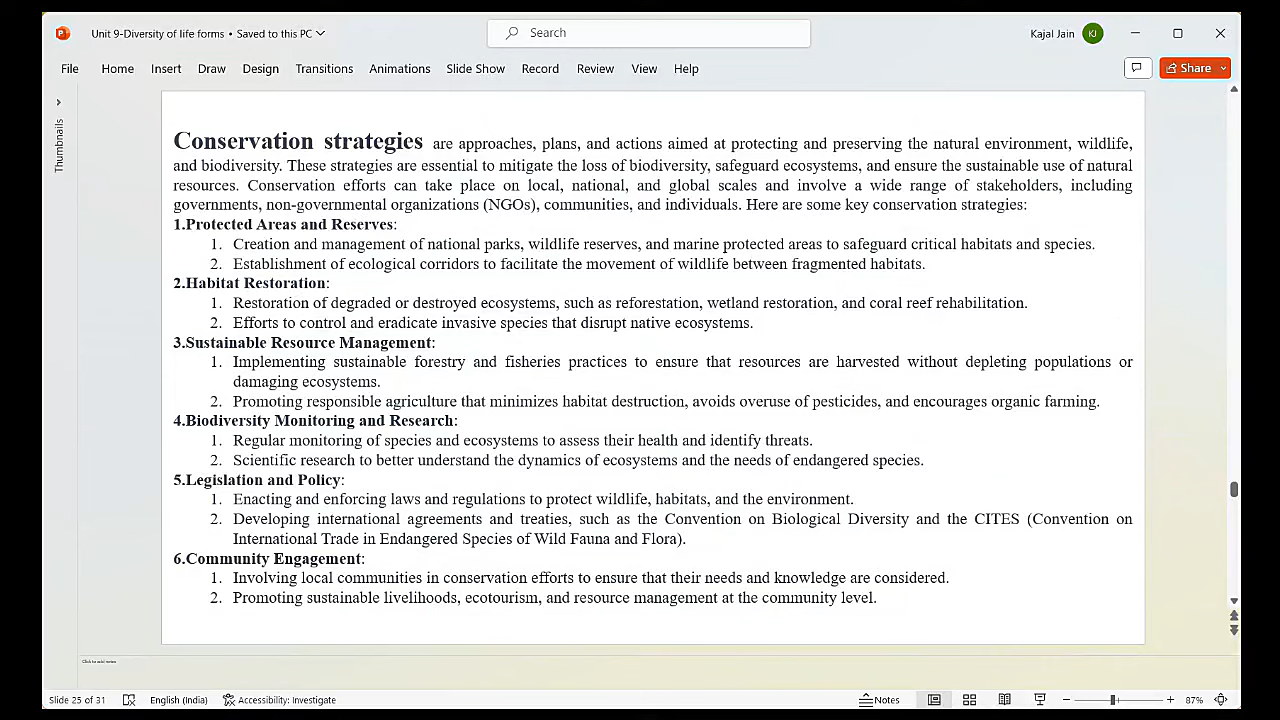 Unit 9-Diversity of life forms • Saved to this PC
Search
Kajal Jain KJ
File Home Insert Draw Design Transitions Animations Slide Show Record Review View Help
Share
Thumbnails
Conservation strategies are approaches, plans, and actions aimed at protecting and preserving the natural environment, wildlife,
and biodiversity. These strategies are essential to mitigate the loss of biodiversity, safeguard ecosystems, and ensure the sustainable use of natural
resources. Conservation efforts can take place on local, national, and global scales and involve a wide range of stakeholders, including
governments, non-governmental organizations (NGOs), communities, and individuals. Here are some key conservation strategies:
1.Protected Areas and Reserves:
1. Creation and management of national parks, wildlife reserves, and marine protected areas to safeguard critical habitats and species.
2. Establishment of ecological corridors to facilitate the movement of wildlife between fragmented habitats.
2.Habitat Restoration:
1. Restoration of degraded or destroyed ecosystems, such as reforestation, wetland restoration, and coral reef rehabilitation.
2. Efforts to control and eradicate invasive species that disrupt native ecosystems.
3.Sustainable Resource Management:
1. Implementing sustainable forestry and fisheries practices to ensure that resources are harvested without depleting populations or
damaging ecosystems.
2. Promoting responsible agriculture that minimizes habitat destruction, avoids overuse of pesticides, and encourages organic farming.
4.Biodiversity Monitoring and Research:
1. Regular monitoring of species and ecosystems to assess their health and identify threats.
2. Scientific research to better understand the dynamics of ecosystems and the needs of endangered species.
5.Legislation and Policy:
1. Enacting and enforcing laws and regulations to protect wildlife, habitats, and the environment.
2. Developing international agreements and treaties, such as the Convention on Biological Diversity and the CITES (Convention on
International Trade in Endangered Species of Wild Fauna and Flora).
6.Community Engagement:
1. Involving local communities in conservation efforts to ensure that their needs and knowledge are considered.
2. Promoting sustainable livelihoods, ecotourism, and resource management at the community level.
Click to add notes
Slide 25 of 31 English (India) Accessibility: Investigate Notes 87%